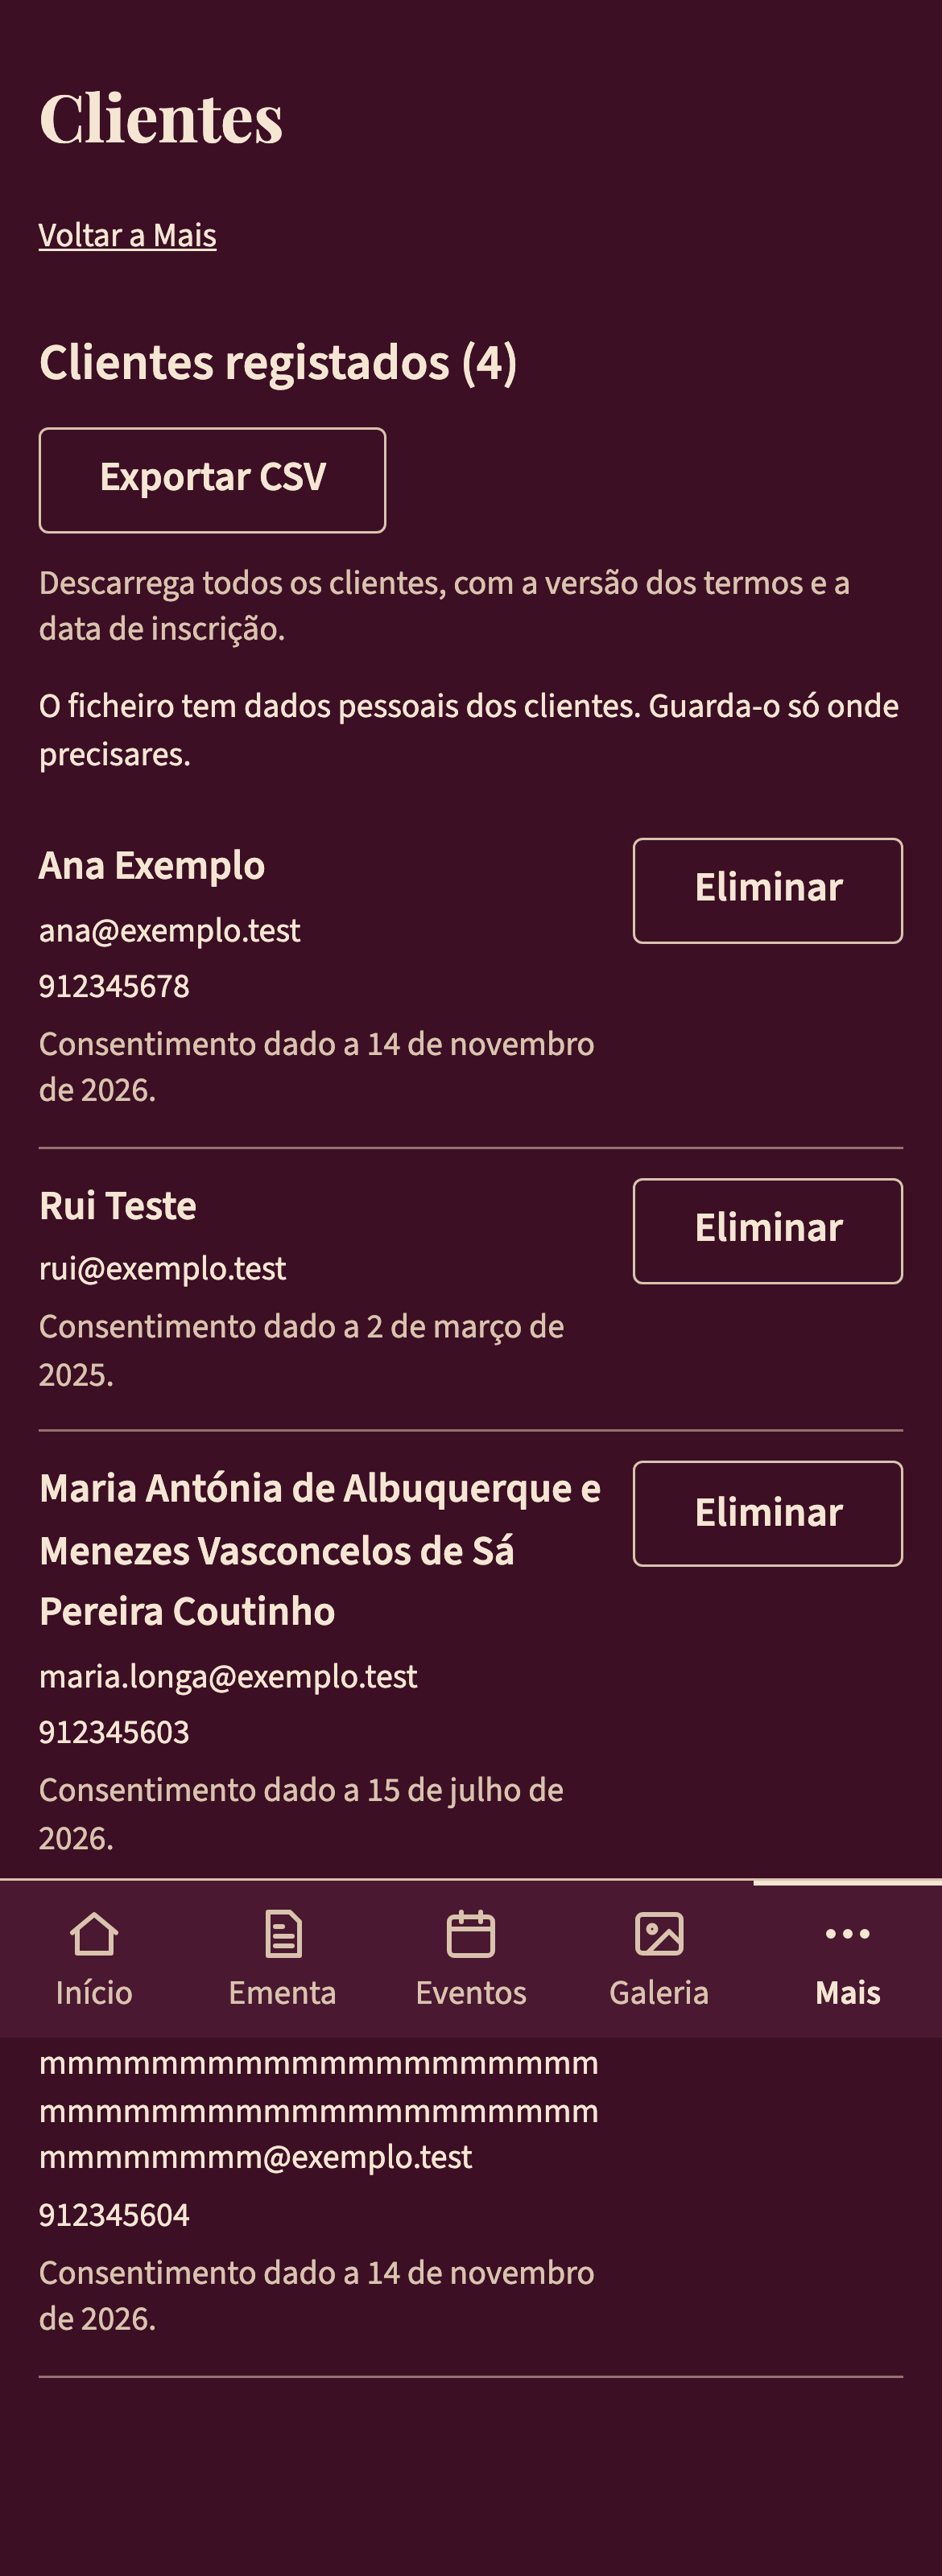 Clientes
Voltar a Mais
Clientes registados (4)
Exportar CSV
Descarrega todos os clientes, com a versão dos termos e a
data de inscrição.
O ficheiro tem dados pessoais dos clientes. Guarda-o só onde
precisares.
Ana Exemplo
Eliminar
ana@exemplo.test
912345678
Consentimento dado a 14 de novembro
de 2026.
Rui Teste
Eliminar
rui@exemplo.test
Consentimento dado a 2 de março de
2025.
Maria Antónia de Albuquerque e
Eliminar
Menezes Vasconcelos de Sá
Pereira Coutinho
maria.longa@exemplo.test
912345603
Consentimento dado a 15 de julho de
2026.
Início
Ementa
Eventos
Galeria
Mais
mmmmmmmmmmmmmmmmmmmm
mmmmmmmmmmmmmmmmmmmm
mmmmmmmm@exemplo.test
912345604
Consentimento dado a 14 de novembro
de 2026.